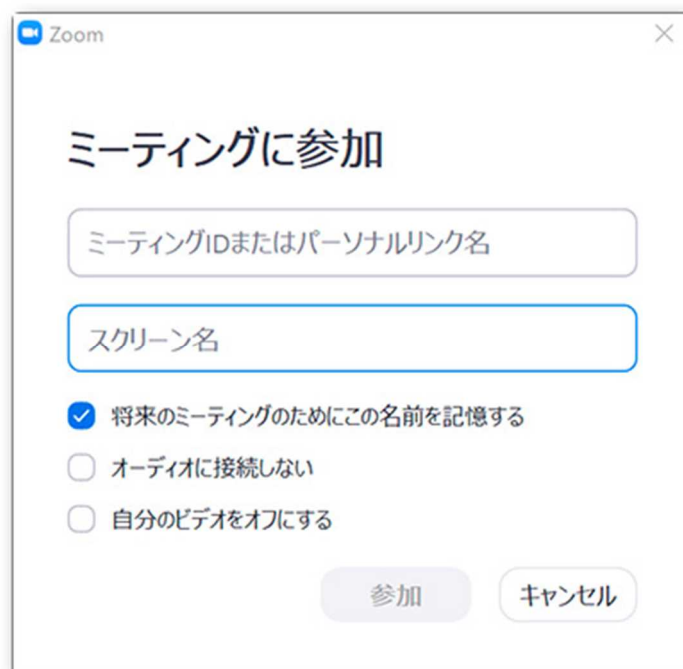 Zoom
ミーティングに参加
ミーティングIDまたはパーソナルリンク名
スクリーン名
将来のミーティングのためにこの名前を記憶する
オーディオに接続しない
自分のビデオをオフにする
参加
キャンセル